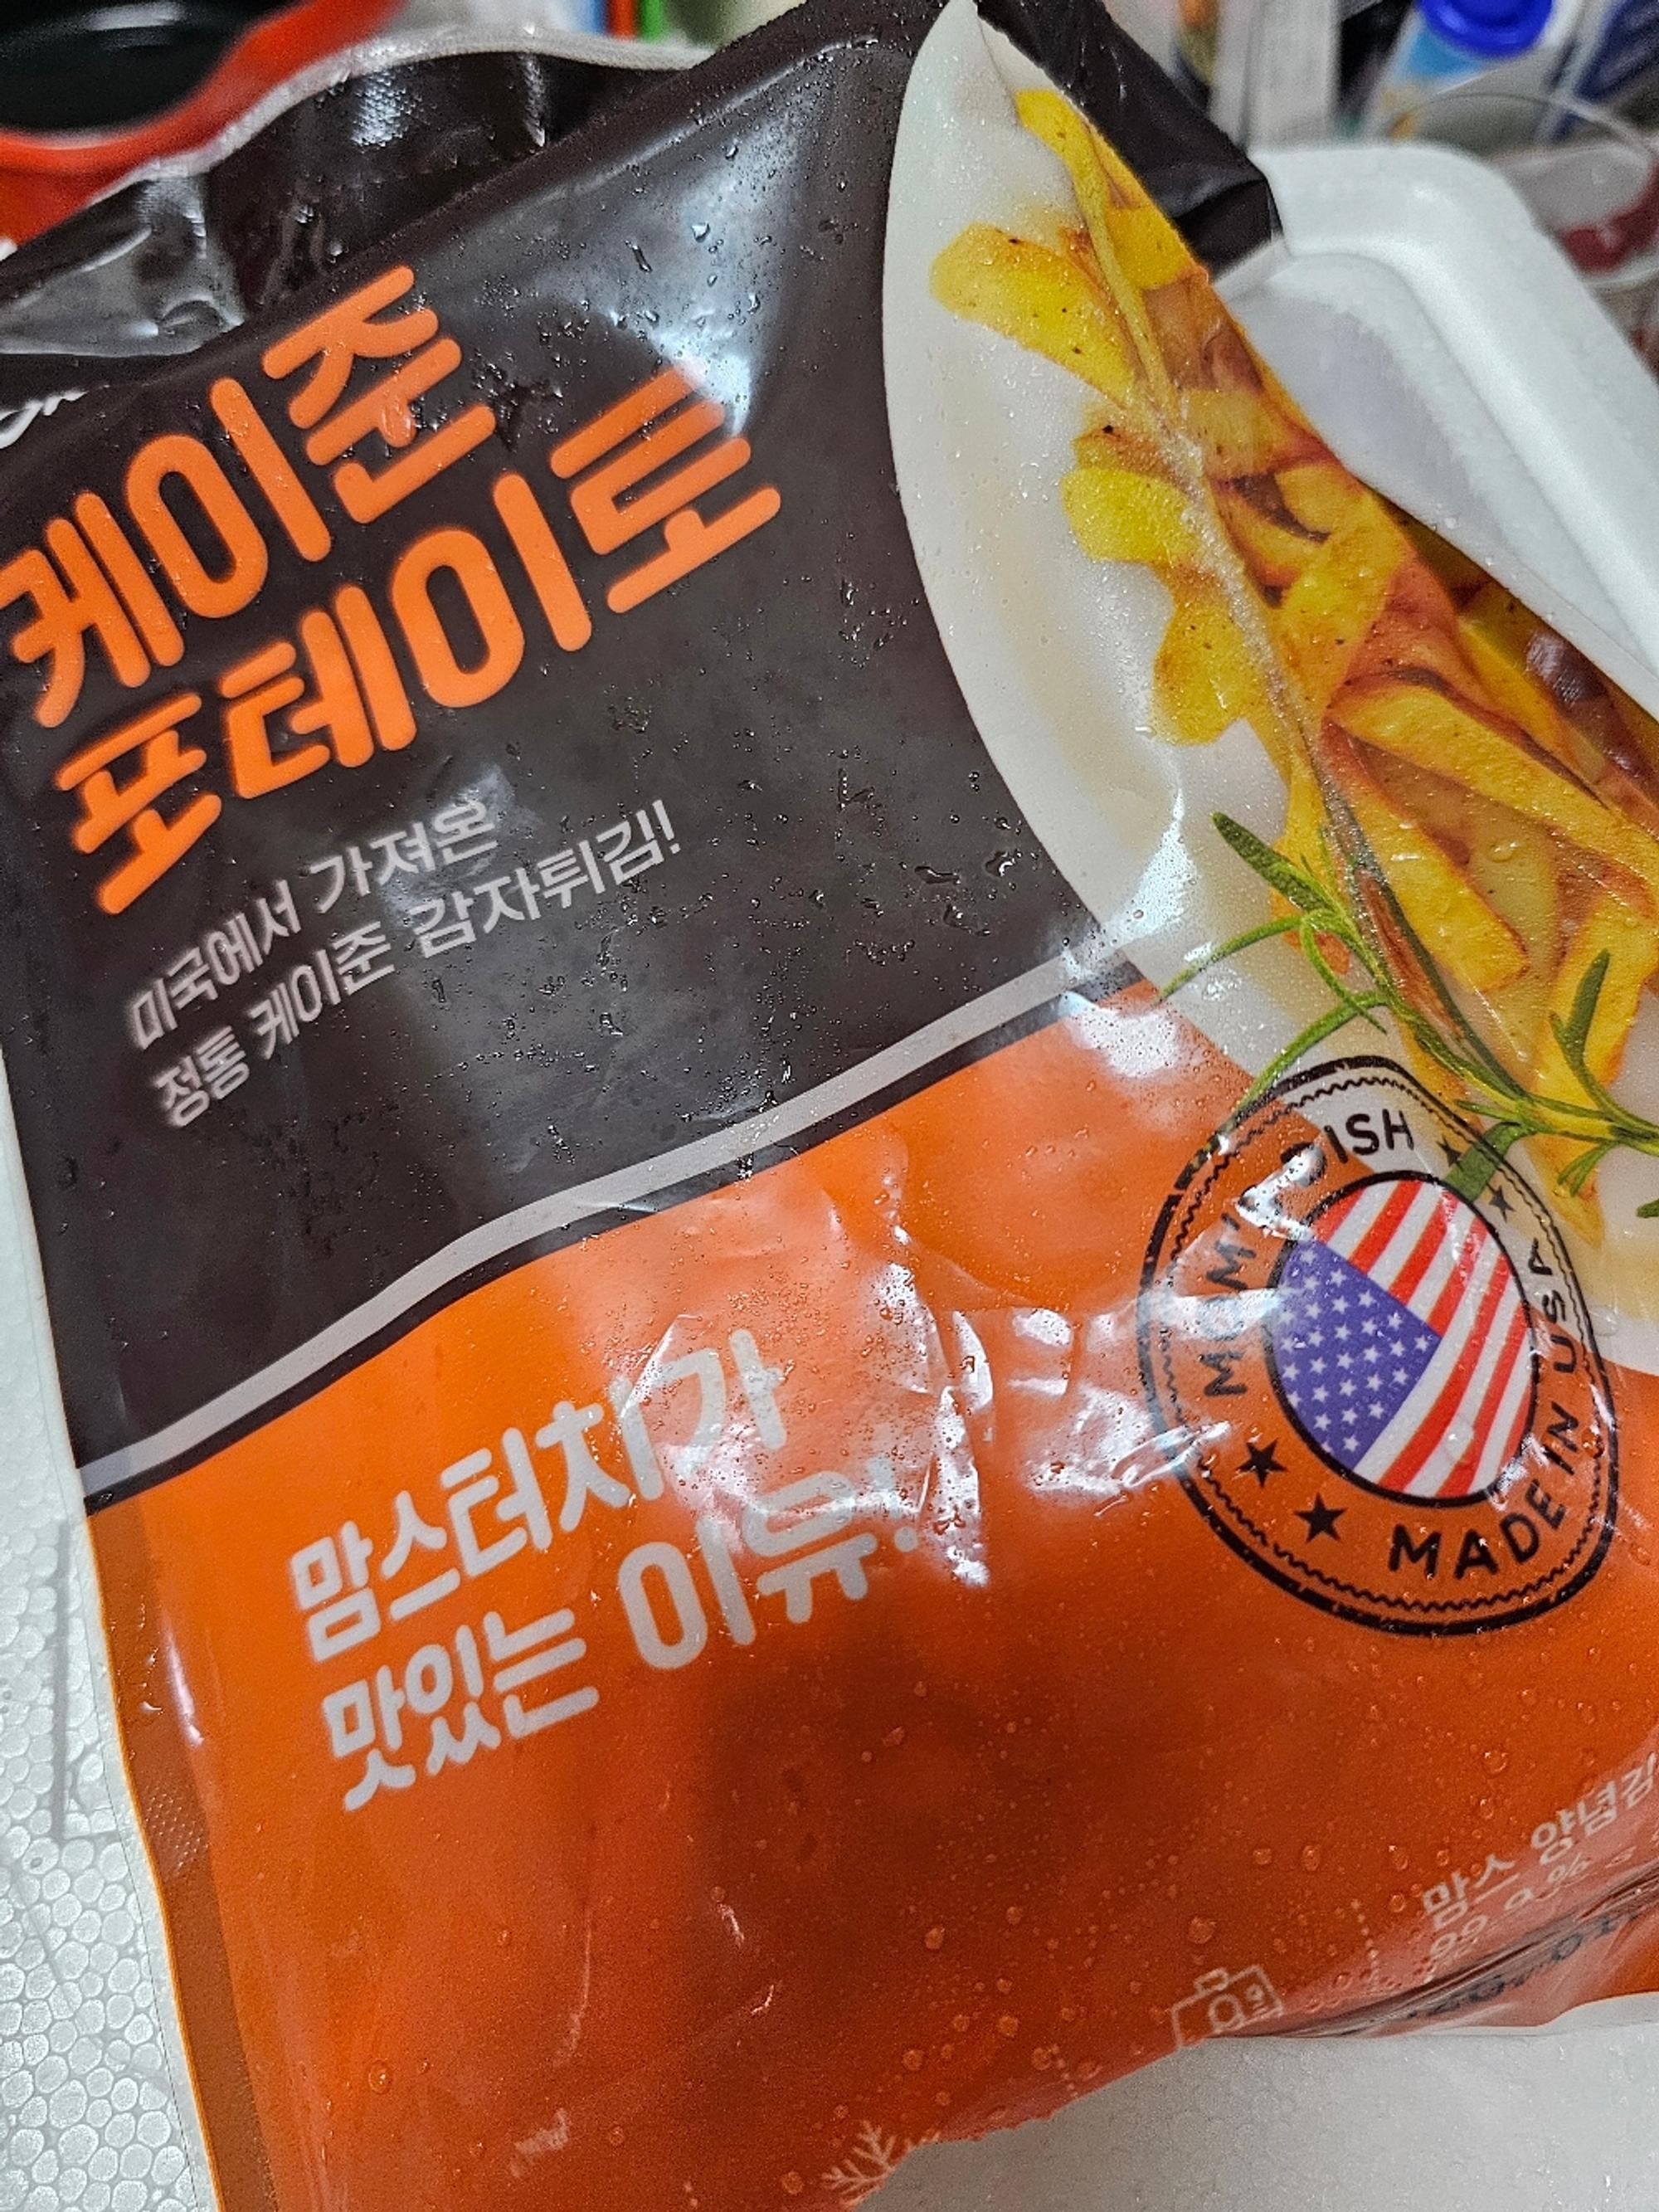 케이준
포테이토
미국에서 가져온
정통 케이준 감자튀김!
MOM'S DISH
MADE IN USA
맘스터치가
맛있는 이유!
맘스 양념감